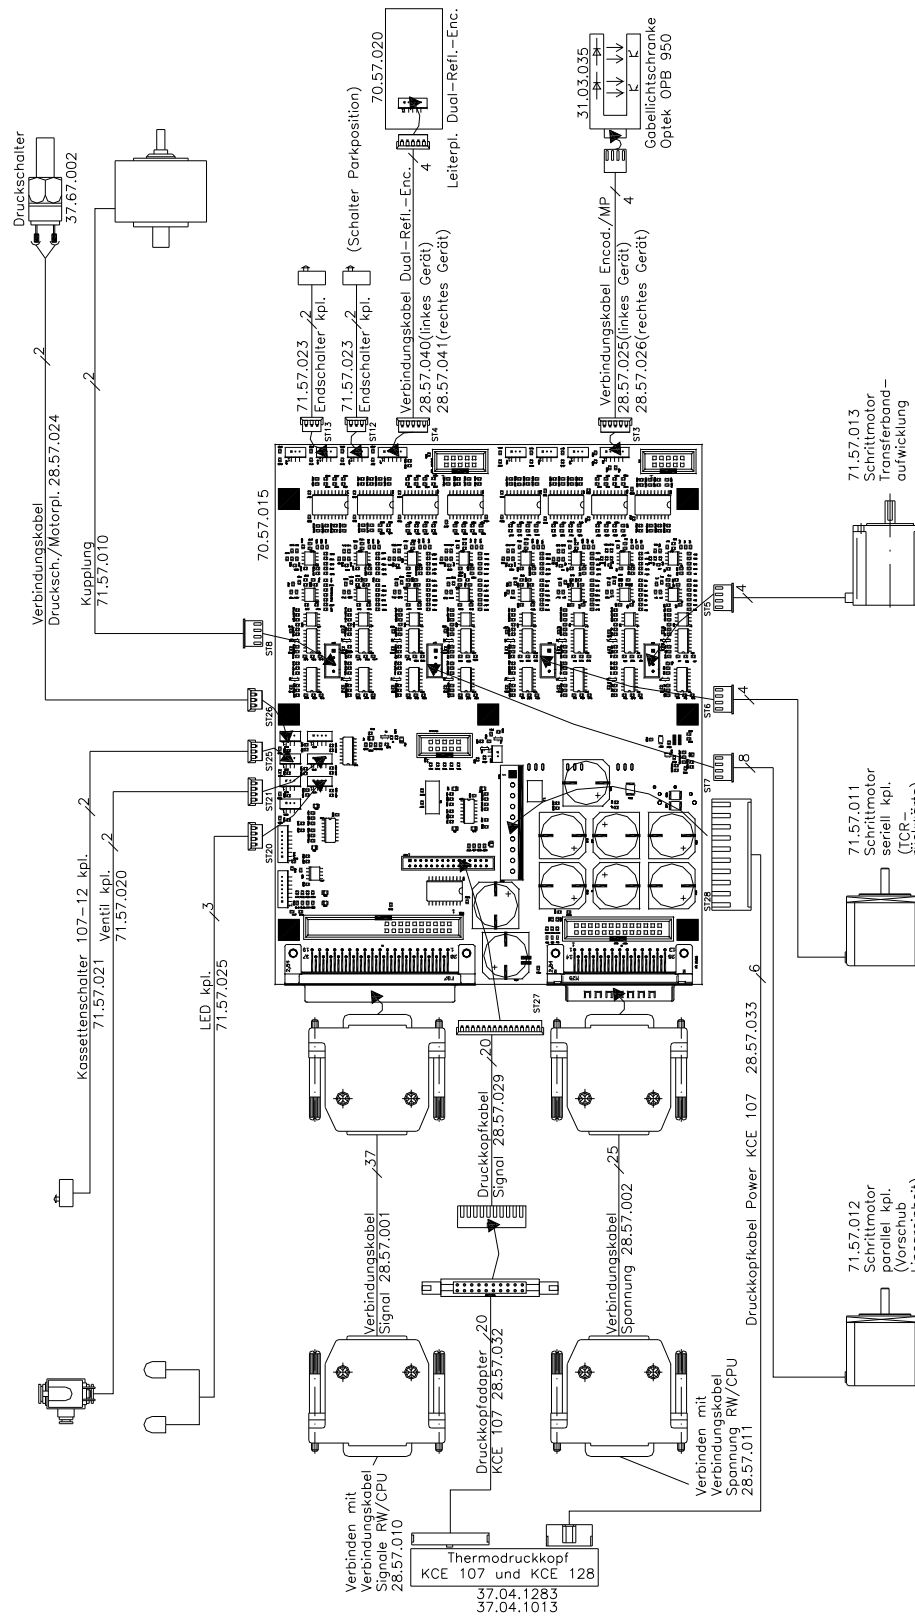 Druckschalter
37.67.002
2
Verbindungskabel
Drucksch./Motorpl. 28.57.024
2
Kupplung
71.57.010
70.57.020
Leiterpl. Dual-Refl.-Enc.
4
Verbindungskabel Dual-Refl.-Enc.
28.57.040(linkes Gerät)
28.57.041(rechtes Gerät)
(Schalter Parkposition)
2
71.57.023
Endschalter kpl.
2
71.57.023
Endschalter kpl.
31.03.035
Gabellichtschranke
Optek OPB 950
4
Verbindungskabel Encod./MP
28.57.025(linkes Gerät)
28.57.026(rechtes Gerät)
70.57.015
ST13
ST12
ST4
ST3
ST8
ST26
ST25
ST21
ST20
ST5
ST6
ST7
ST28
ST27
71.57.013
Schrittmotor
Transferband-
aufwicklung
4
4
8
71.57.011
Schrittmotor
seriell kpl.
(TCR-
71.57.012
Schrittmotor
parallel kpl.
(Vorschub
2
Kassettenschalter 107-12 kpl.
71.57.021
2
Ventil kpl.
71.57.020
3
LED kpl.
71.57.025
37
Verbindungskabel
Signal 28.57.001
20
Druckkopfkabel
Signal 28.57.029
20
Druckkopfadapter
KCE 107 28.57.032
25
Verbindungskabel
Spannung 28.57.002
6
Druckkopfkabel Power KCE 107 28.57.033
Verbinden mit
Verbindungskabel
Signale RW/CPU
28.57.010
Verbinden mit
Verbindungskabel
Spannung RW/CPU
28.57.011
Thermodruckkopf
KCE 107 und KCE 128
37.04.1283
37.04.1013